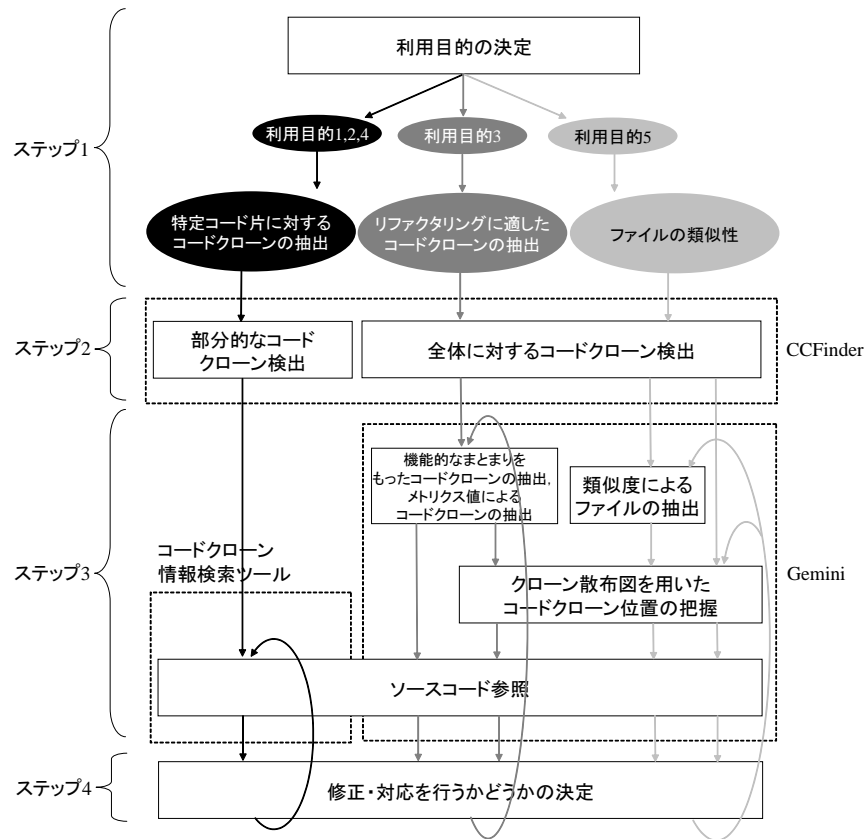 利用目的の決定
ステップ1
利用目的1,2,4
利用目的3
利用目的5
特定コード片に対する
コードクローンの抽出
リファクタリングに適した
コードクローンの抽出
ファイルの類似性
ステップ2
部分的なコード
クローン検出
全体に対するコードクローン検出
CCFinder
ステップ3
機能的なまとまりを
もったコードクローンの抽出,
メトリクス値による
コードクローンの抽出
類似度による
ファイルの抽出
コードクローン
情報検索ツール
クローン散布図を用いた
コードクローン位置の把握
Gemini
ソースコード参照
ステップ4
修正・対応を行うかどうかの決定